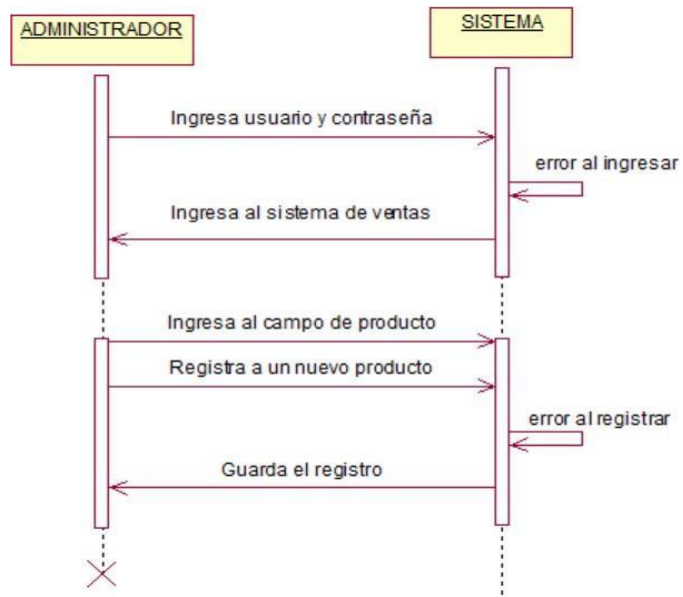 ADMINISTRADOR
SISTEMA
Ingresa usuario y contraseña
error al ingresar
Ingresa al sistema de ventas
Ingresa al campo de producto
Registra a un nuevo producto
error al registrar
Guarda el registro